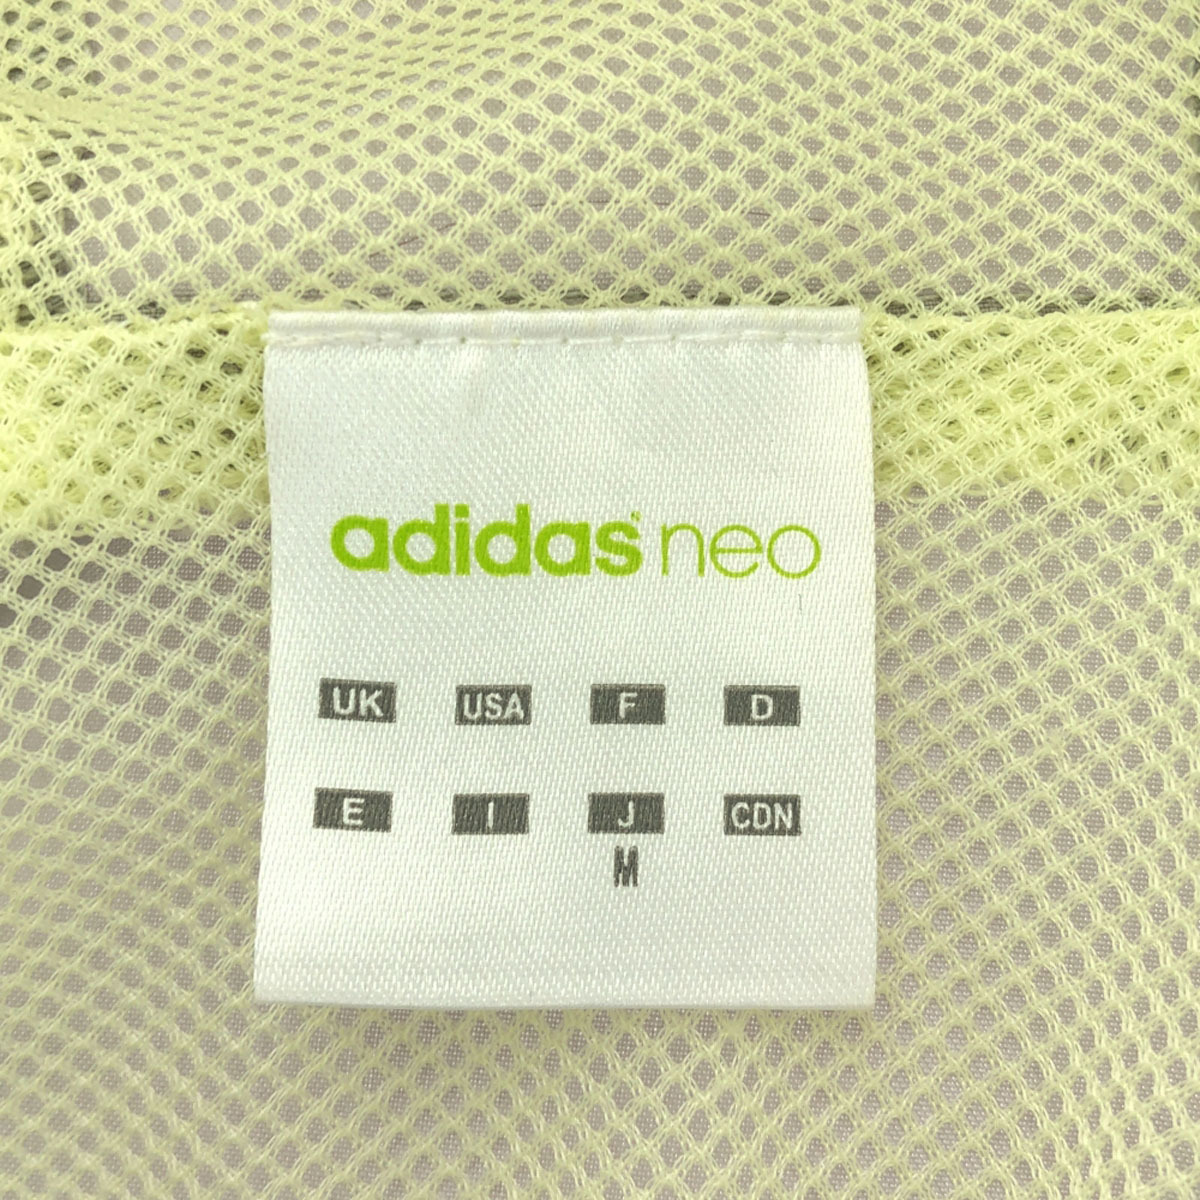 adidas neo
UK USA F D
E I J CDN
M